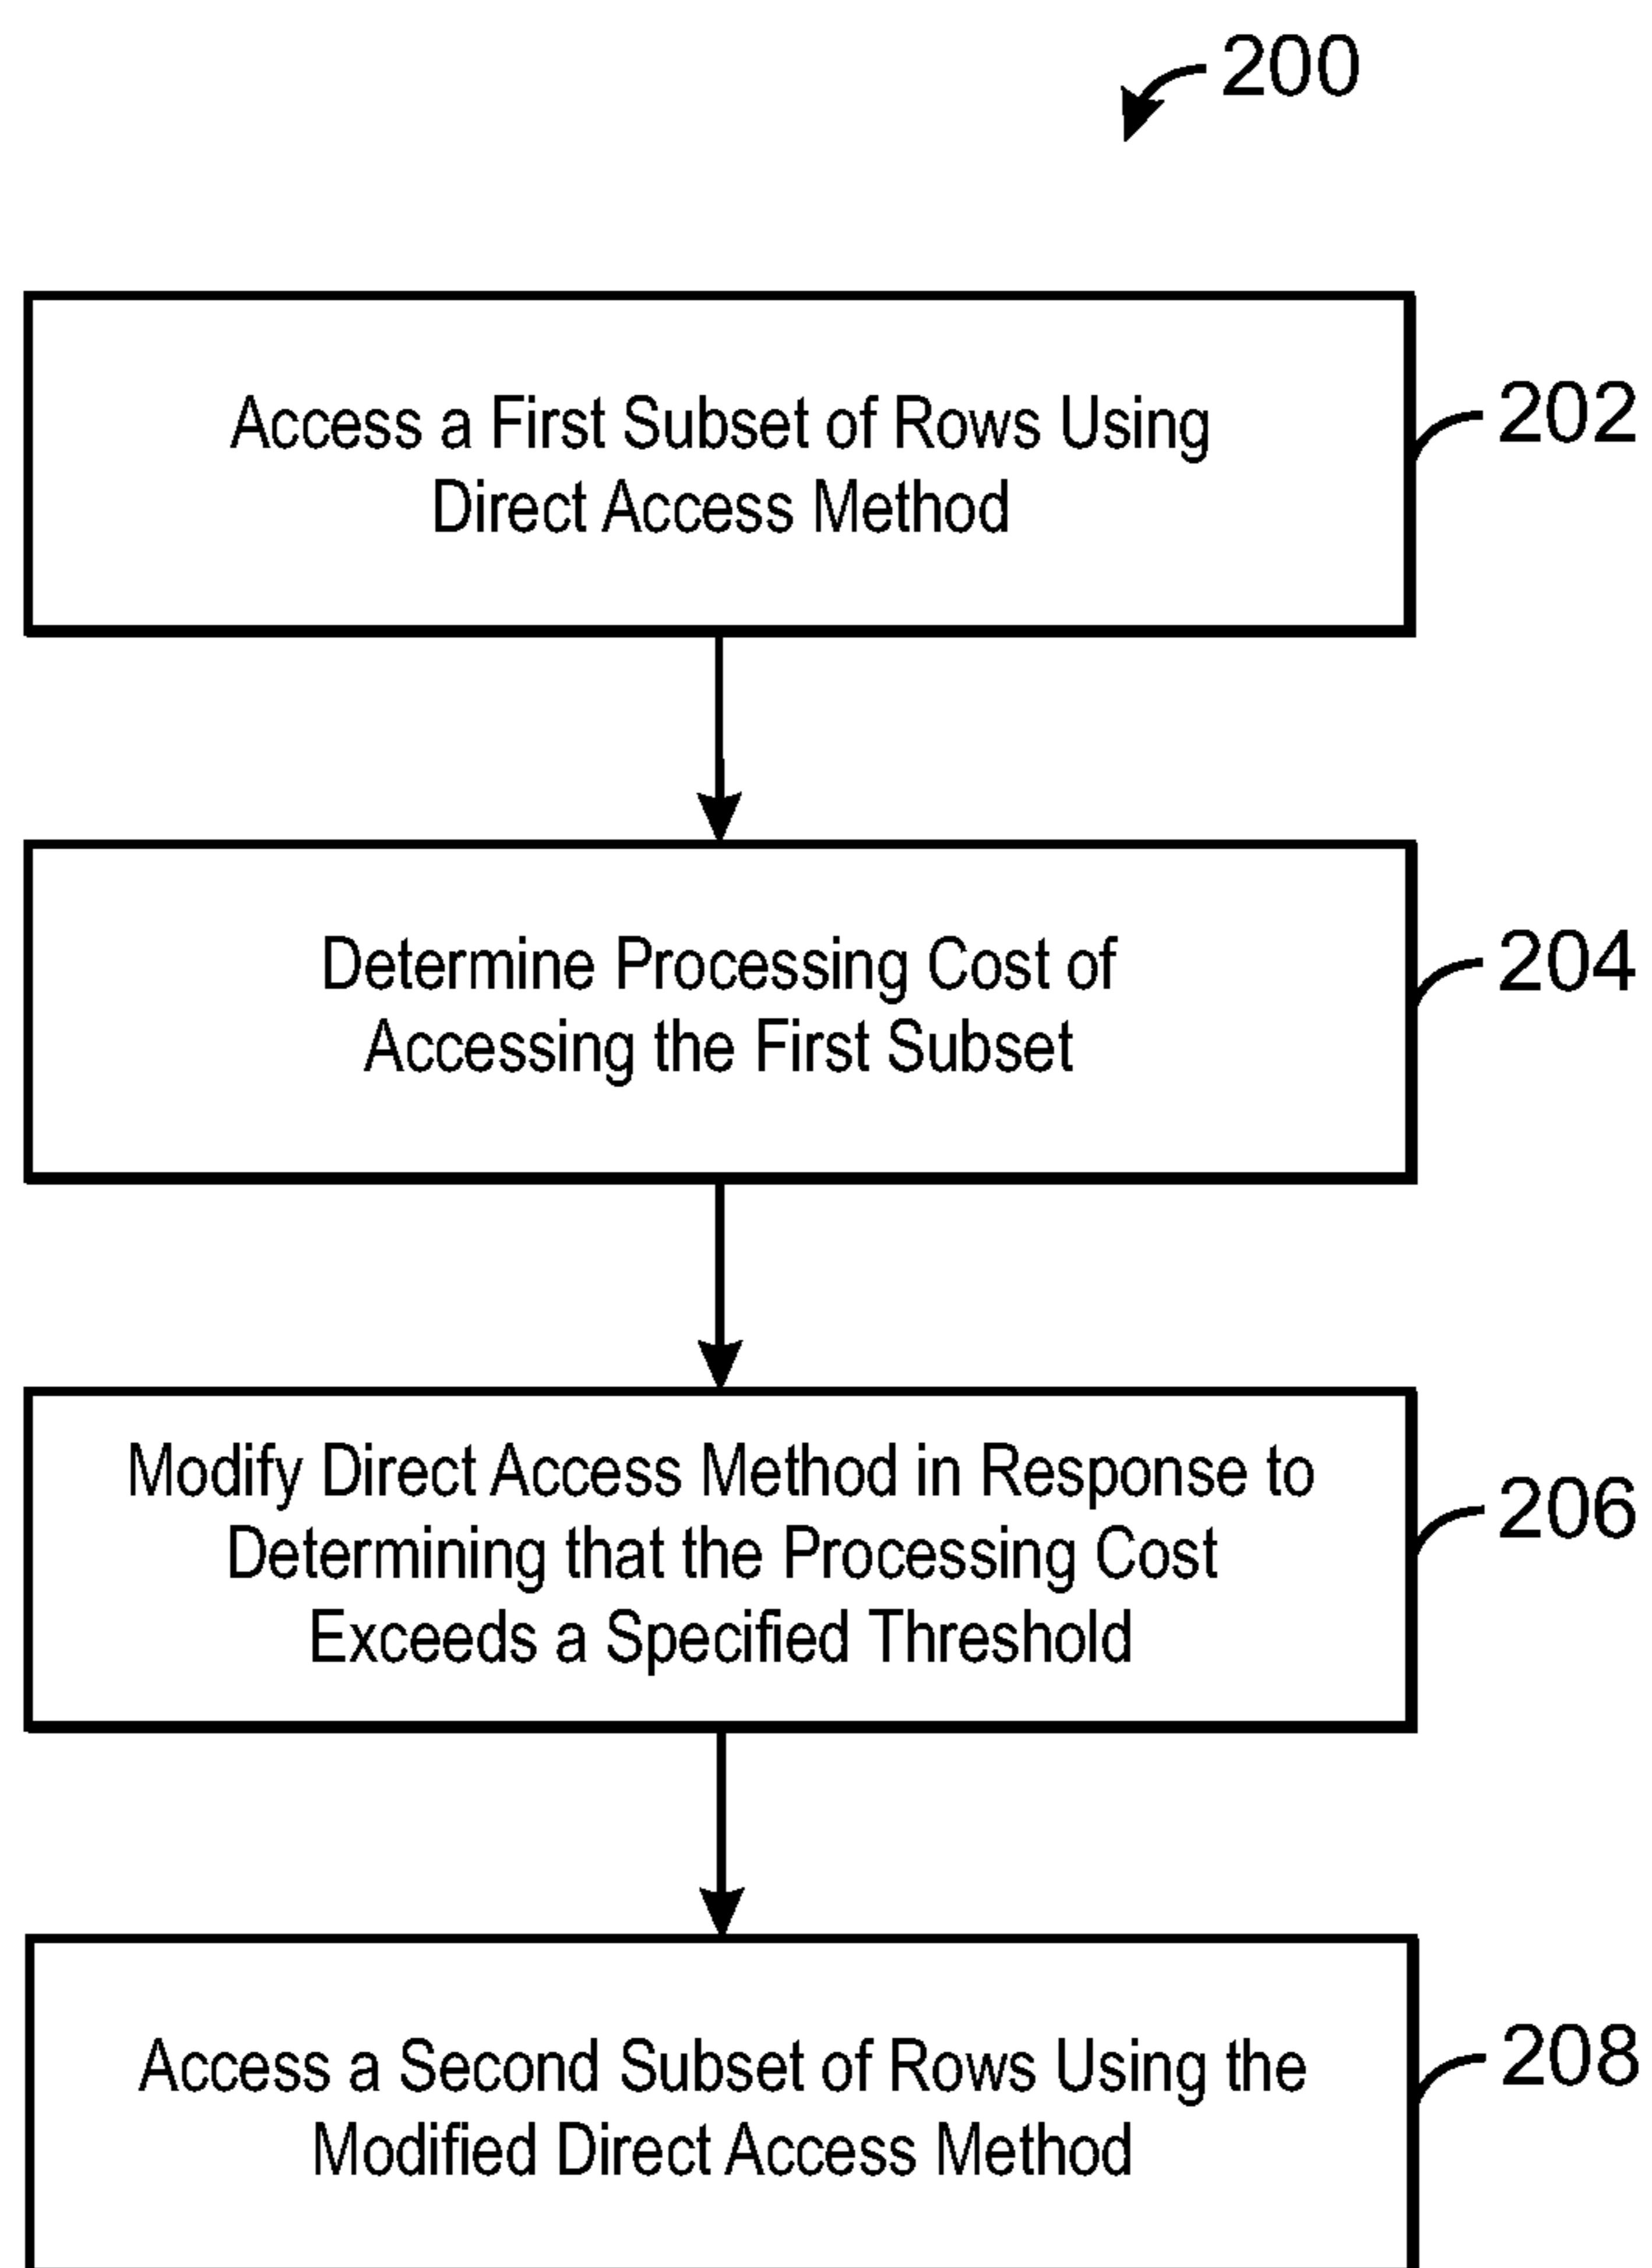 200
Access a First Subset of Rows Using
Direct Access Method
202
Determine Processing Cost of
Accessing the First Subset
204
Modify Direct Access Method in Response to
Determining that the Processing Cost
Exceeds a Specified Threshold
206
Access a Second Subset of Rows Using the
Modified Direct Access Method
208